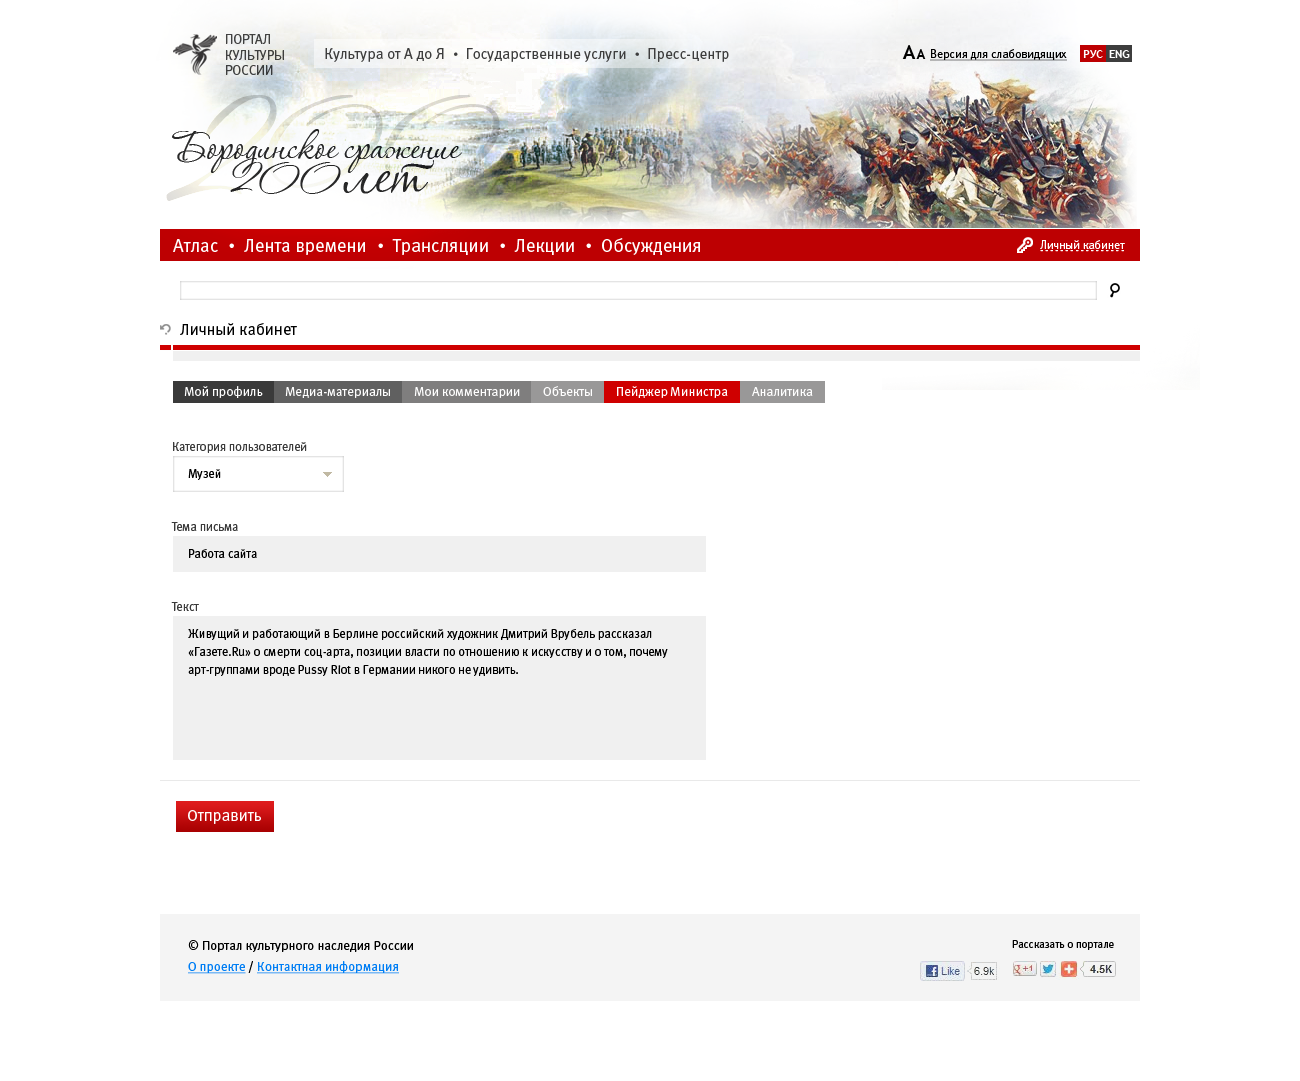 ПОРТАЛ
КУЛЬТУРЫ
РОССИИ
Культура от А до Я • Государственные услуги • Пресс-центр
АА Версия для слабовидящих
РУС ENG
200
Бородинское сражение
200 лет
Атлас • Лента времени • Трансляции • Лекции • Обсуждения
Личный кабинет
Личный кабинет
Мой профиль Медиа-материалы Мои комментарии Объекты Пейджер Министра Аналитика
Категория пользователей
Музей
Тема письма
Работа сайта
Текст
Живущий и работающий в Берлине российский художник Дмитрий Врубель рассказал
«Газете.Ru» о смерти соц-арта, позиции власти по отношению к искусству и о том, почему
арт-группами вроде Pussy Riot в Германии никого не удивить.
Отправить
© Портал культурного наследия России
О проекте / Контактная информация
Рассказать о портале
Like 6.9k
+1 4.5K